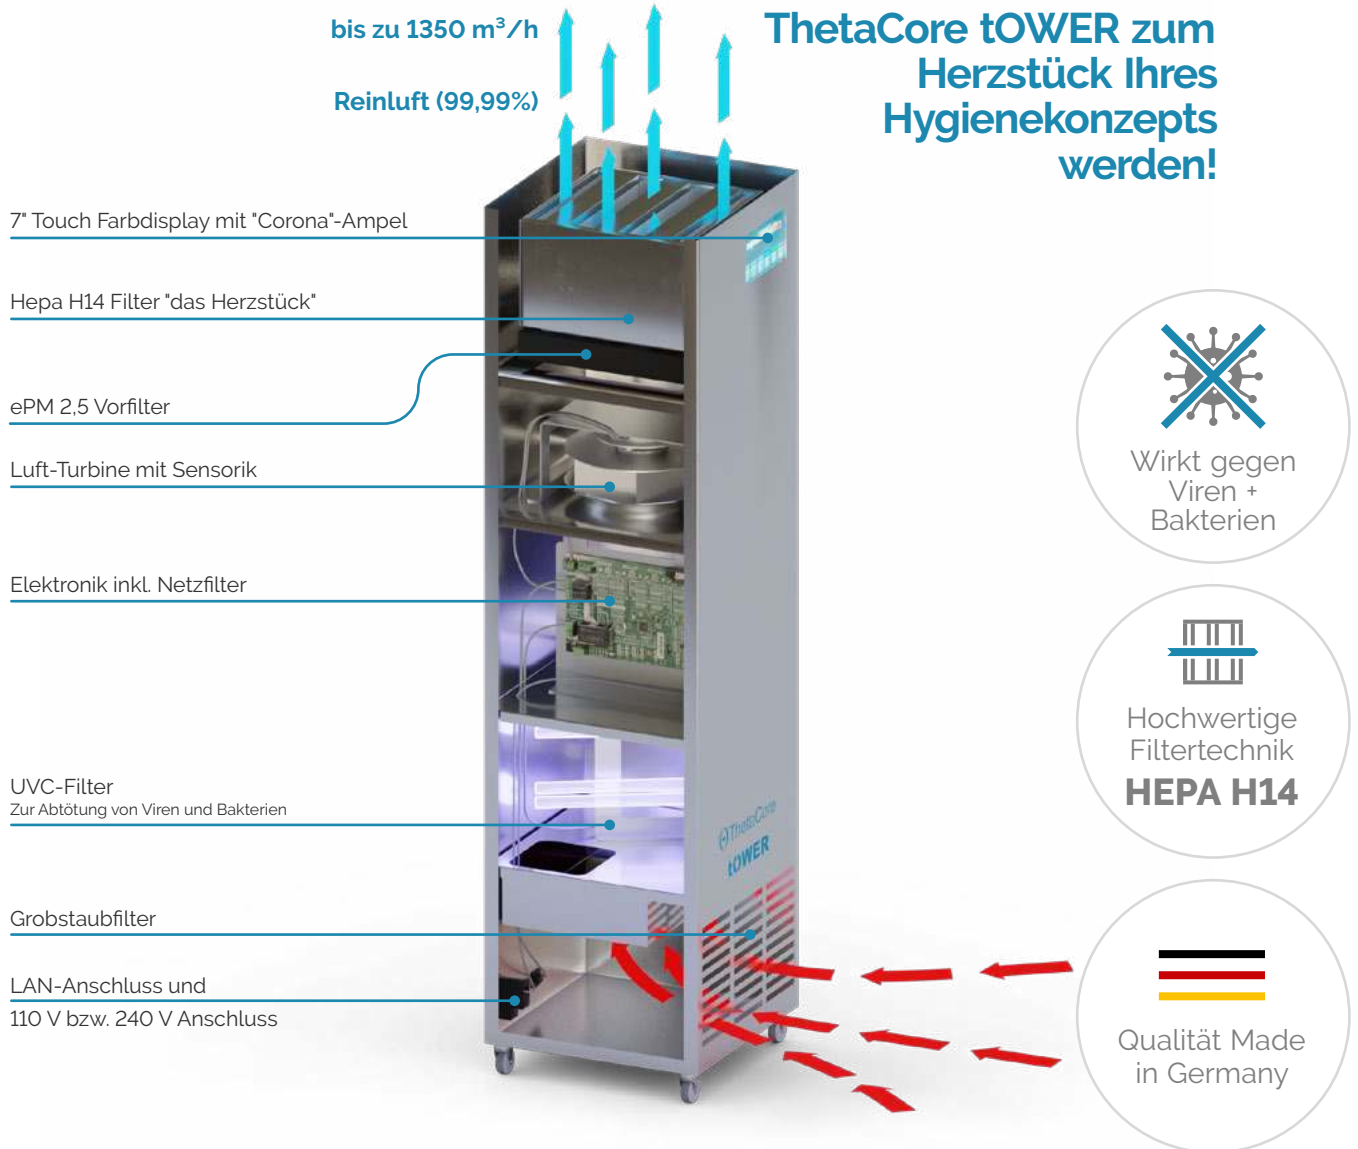 bis zu 1350 m³/h
Reinluft (99,99%)
ThetaCore tOWER zum
Herzstück Ihres
Hygienekonzepts
werden!
7" Touch Farbdisplay mit "Corona"-Ampel
Hepa H14 Filter "das Herzstück"
ePM 2,5 Vorfilter
Luft-Turbine mit Sensorik
Elektronik inkl. Netzfilter
UVC-Filter
Zur Abtötung von Viren und Bakterien
Grobstaubfilter
LAN-Anschluss und
110 V bzw. 240 V Anschluss
ThetaCore
tOWER
Wirkt gegen
Viren +
Bakterien
Hochwertige
Filtertechnik
HEPA H14
Qualität Made
in Germany